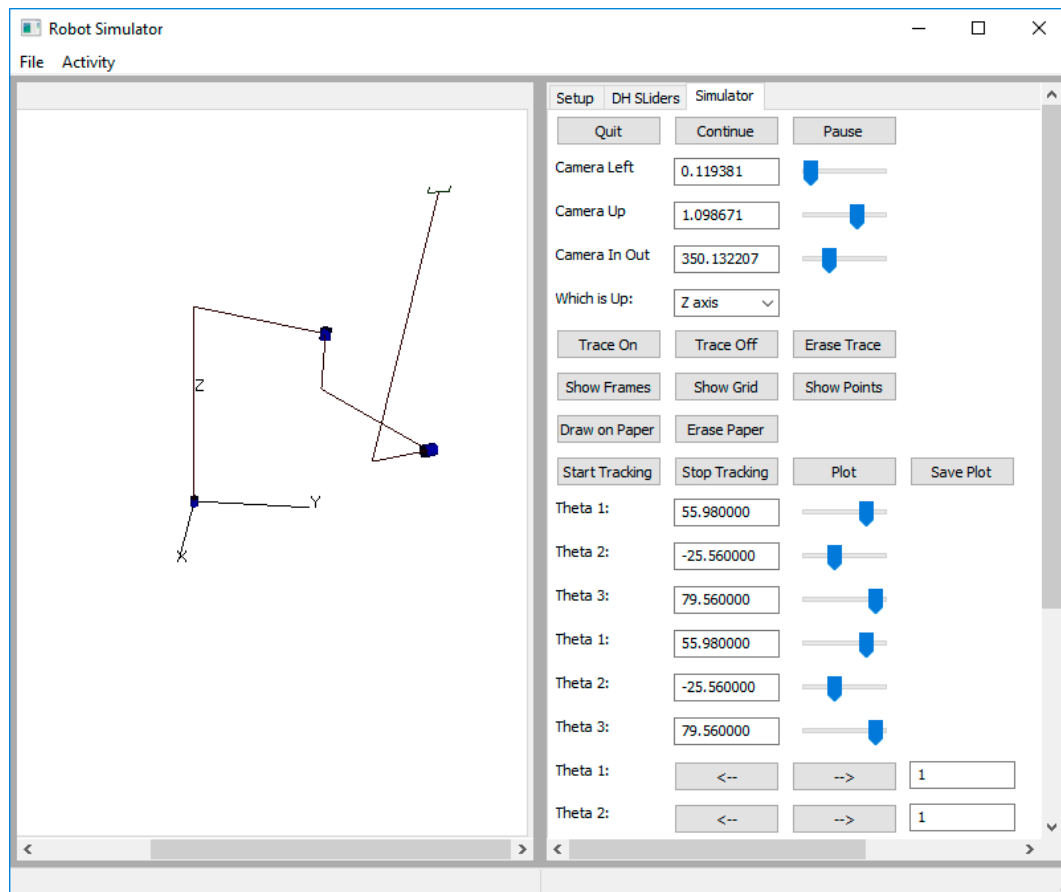 Robot Simulator
File Activity
Setup DH SLiders Simulator
Quit Continue Pause
Camera Left 0.119381
Camera Up 1.098671
Camera In Out 350.132207
Which is Up: Z axis
Trace On Trace Off Erase Trace
Show Frames Show Grid Show Points
Draw on Paper Erase Paper
Start Tracking Stop Tracking Plot Save Plot
Theta 1: 55.980000
Theta 2: -25.560000
Theta 3: 79.560000
Theta 1: 55.980000
Theta 2: -25.560000
Theta 3: 79.560000
Theta 1: <-- --> 1
Theta 2: <-- --> 1
Z
Y
X